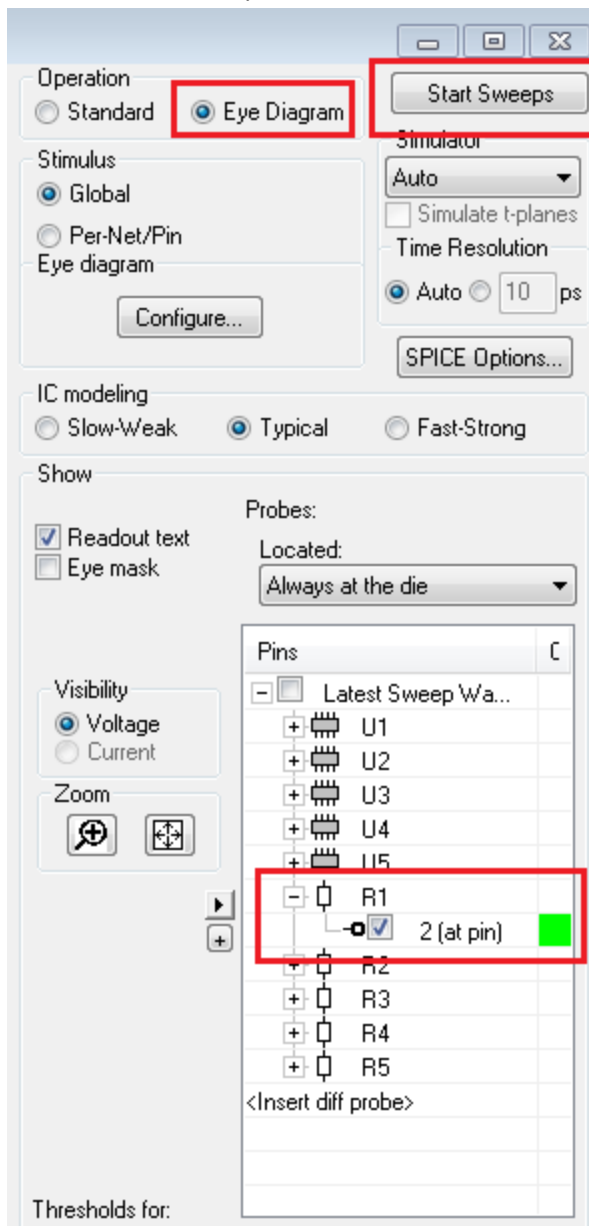 Operation
Standard
Eye Diagram
Start Sweeps
Stimulus
Global
Per-Net/Pin
Simulator
Auto
Simulate t-planes
Time Resolution
Auto
10
ps
Eye diagram
Configure...
SPICE Options...
IC modeling
Slow-Weak
Typical
Fast-Strong
Show
Readout text
Eye mask
Probes:
Located:
Always at the die
Pins
C
Latest Sweep Wa...
U1
U2
U3
U4
U5
R1
2 (at pin)
R2
R3
R4
R5
<Insert diff probe>
Visibility
Voltage
Current
Zoom
Thresholds for: